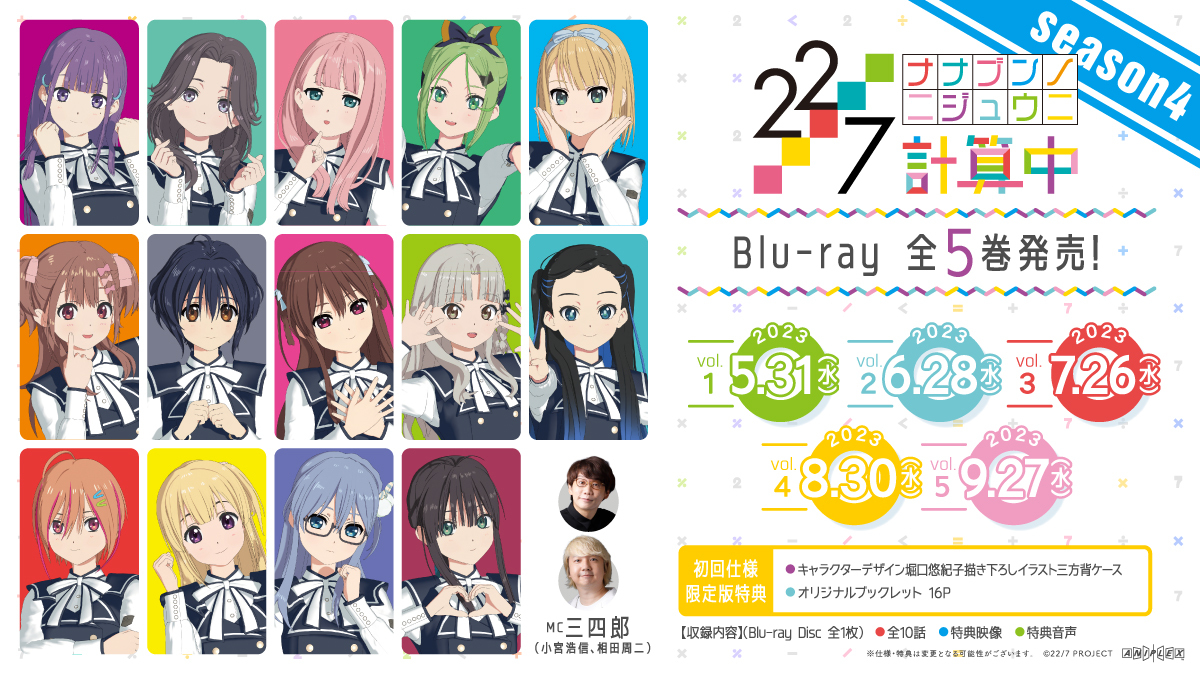 season4
22/7
ナナブンノ
ニジュウニ
計算中
Blu-ray 全5巻発売!
vol.1 2023 5.31(水)
vol.2 2023 6.28(水)
vol.3 2023 7.26(水)
vol.4 2023 8.30(水)
vol.5 2023 9.27(水)
初回仕様
限定版特典
●キャラクターデザイン堀口悠紀子描き下ろしイラスト三方背ケース
●オリジナルブックレット 16P
【収録内容】(Blu-ray Disc 全1枚) ●全10話 ●特典映像 ●特典音声
※仕様・特典は変更となる可能性がございます。 ©22/7 PROJECT ANIPLEX
MC 三四郎
(小宮浩信、相田周二)